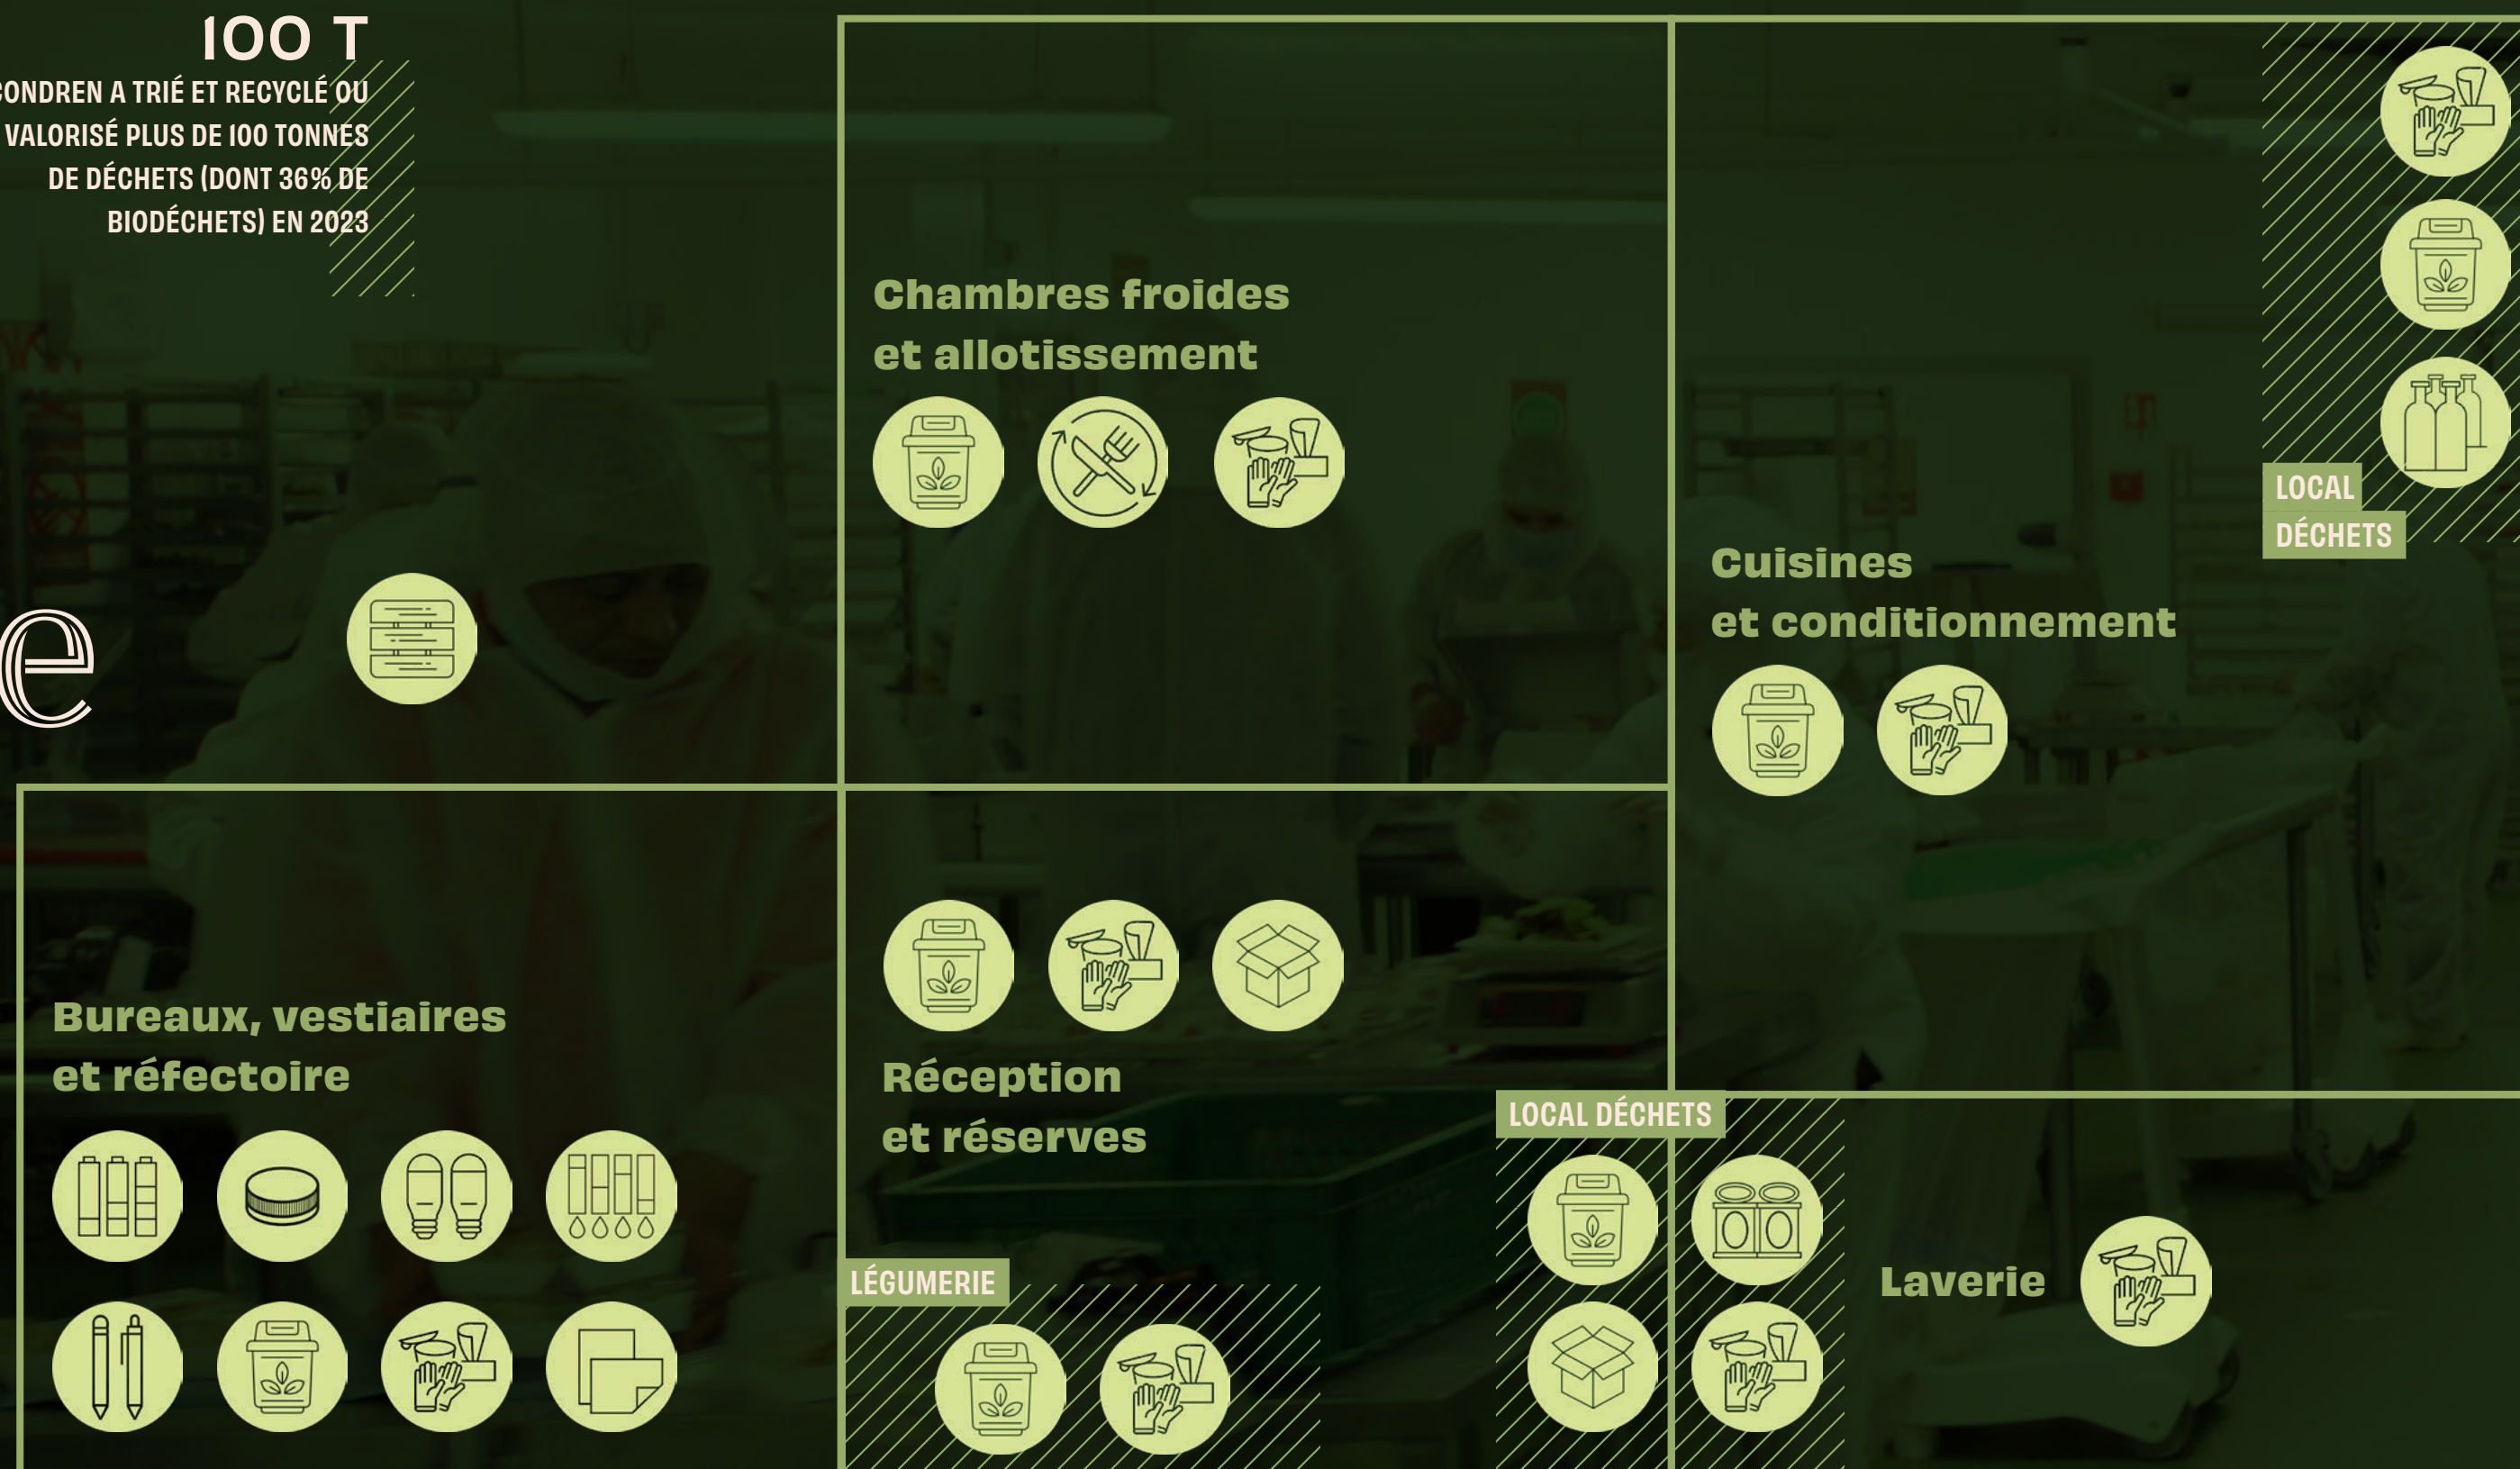 100 T
CONDREN A TRIÉ ET RECYCLÉ OU
VALORISÉ PLUS DE 100 TONNES
DE DÉCHETS (DONT 36% DE
BIODÉCHETS) EN 2023
e
Chambres froides
et allotissement
LOCAL
DÉCHETS
Cuisines
et conditionnement
Bureaux, vestiaires
et réfectoire
Réception
et réserves
LÉGUMERIE
LOCAL DÉCHETS
Laverie